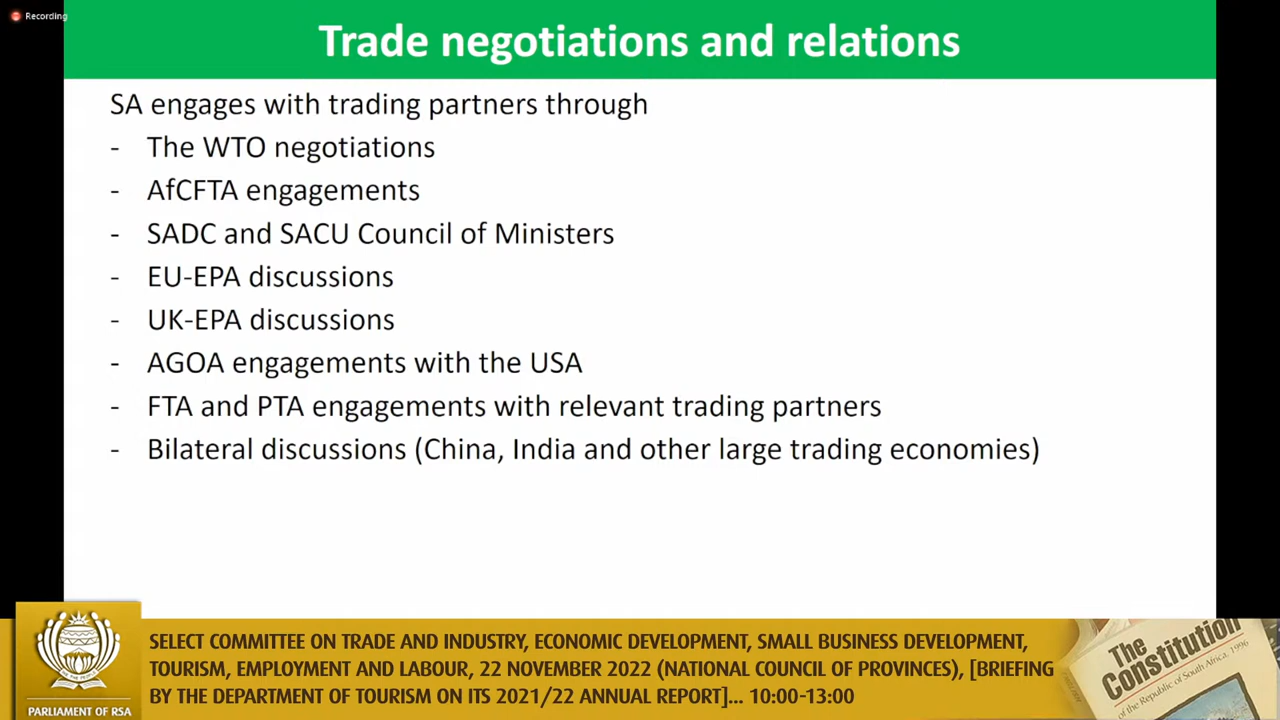 Recording
Trade negotiations and relations
SA engages with trading partners through
- The WTO negotiations
- AfCFTA engagements
- SADC and SACU Council of Ministers
- EU-EPA discussions
- UK-EPA discussions
- AGOA engagements with the USA
- FTA and PTA engagements with relevant trading partners
- Bilateral discussions (China, India and other large trading economies)
SELECT COMMITTEE ON TRADE AND INDUSTRY, ECONOMIC DEVELOPMENT, SMALL BUSINESS DEVELOPMENT,
TOURISM, EMPLOYMENT AND LABOUR, 22 NOVEMBER 2022 (NATIONAL COUNCIL OF PROVINCES), [BRIEFING
BY THE DEPARTMENT OF TOURISM ON ITS 2021/22 ANNUAL REPORT]... 10:00-13:00
PARLIAMENT OF RSA
The
Constitution
of the Republic of South Africa, 1996